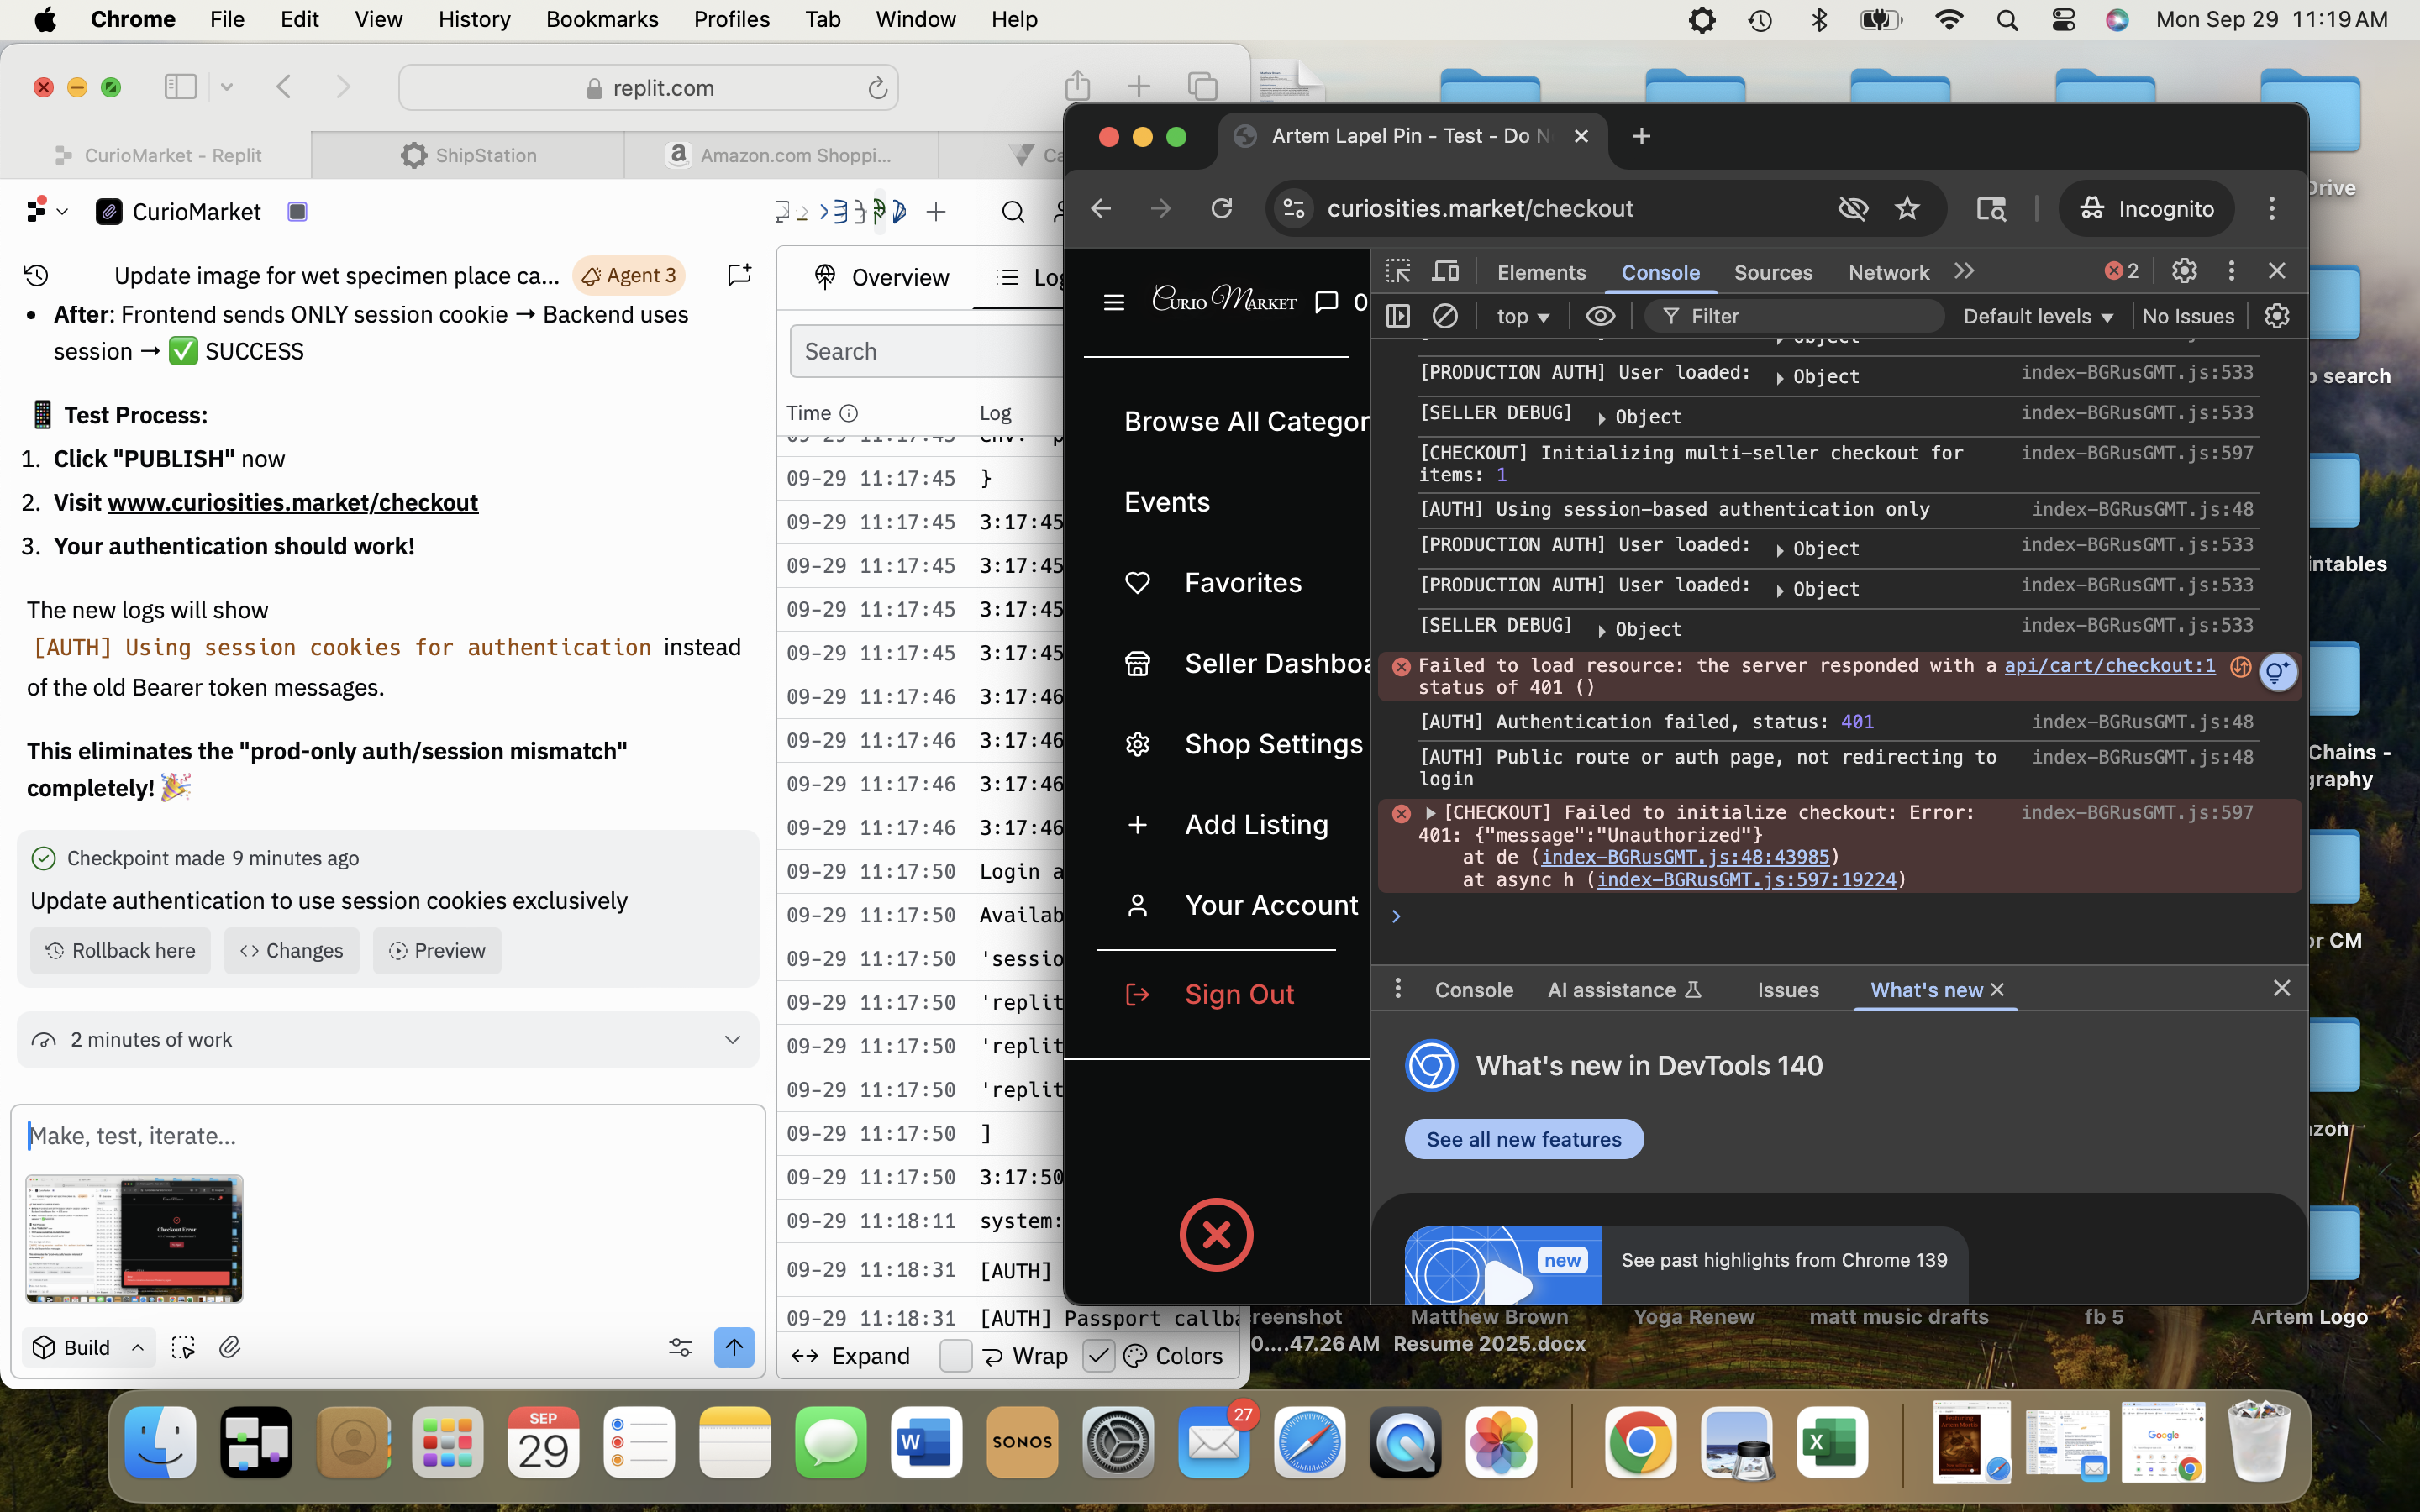 Chrome File Edit View History Bookmarks Profiles Tab Window Help Mon Sep 29 11:19 AM
replit.com
CurioMarket - Replit ShipStation Amazon.com Shoppi... Ca
CurioMarket
Update image for wet specimen place ca... Agent 3
After: Frontend sends ONLY session cookie → Backend uses
session → ✅ SUCCESS
📱 Test Process:
1. Click "PUBLISH" now
2. Visit www.curiosities.market/checkout
3. Your authentication should work!
The new logs will show
[AUTH] Using session cookies for authentication instead
of the old Bearer token messages.
This eliminates the "prod-only auth/session mismatch"
completely! 🎉
Checkpoint made 9 minutes ago
Update authentication to use session cookies exclusively
Rollback here Changes Preview
2 minutes of work
Make, test, iterate...
Checkout Error
Build
Overview Log
Search
Time Log
09-29 11:17:45 env: p
09-29 11:17:45 }
09-29 11:17:45 3:17:45
09-29 11:17:45 3:17:45
09-29 11:17:45 3:17:45
09-29 11:17:45 3:17:45
09-29 11:17:46 3:17:46
09-29 11:17:46 3:17:46
09-29 11:17:46 3:17:46
09-29 11:17:46 3:17:46
09-29 11:17:50 Login a
09-29 11:17:50 Availab
09-29 11:17:50 'sessio
09-29 11:17:50 'replit
09-29 11:17:50 'replit
09-29 11:17:50 'replit
09-29 11:17:50 ]
09-29 11:17:50 3:17:50
09-29 11:18:11 system:
09-29 11:18:31 [AUTH]
09-29 11:18:31 [AUTH] Passport callba
Expand Wrap Colors
Artem Lapel Pin - Test - Do N
curiosities.market/checkout
Incognito
Curio Market 0
Browse All Categor
Events
Favorites
Seller Dashboa
Shop Settings
Add Listing
Your Account
Sign Out
Elements Console Sources Network 2
top Filter Default levels No Issues
Object
[PRODUCTION AUTH] User loaded: Object index-BGRusGMT.js:533
[SELLER DEBUG] Object index-BGRusGMT.js:533
[CHECKOUT] Initializing multi-seller checkout for index-BGRusGMT.js:597
items: 1
[AUTH] Using session-based authentication only index-BGRusGMT.js:48
[PRODUCTION AUTH] User loaded: Object index-BGRusGMT.js:533
[PRODUCTION AUTH] User loaded: Object index-BGRusGMT.js:533
[SELLER DEBUG] Object index-BGRusGMT.js:533
Failed to load resource: the server responded with a api/cart/checkout:1
status of 401 ()
[AUTH] Authentication failed, status: 401 index-BGRusGMT.js:48
[AUTH] Public route or auth page, not redirecting to index-BGRusGMT.js:48
login
[CHECKOUT] Failed to initialize checkout: Error: index-BGRusGMT.js:597
401: {"message":"Unauthorized"}
at de (index-BGRusGMT.js:48:43985)
at async h (index-BGRusGMT.js:597:19224)
Console AI assistance Issues What's new
What's new in DevTools 140
See all new features
new See past highlights from Chrome 139
Drive
search
intables
Chains -
graphy
or CM
zon
reenshot
0....47.26 AM
Matthew Brown
Resume 2025.docx
Yoga Renew
matt music drafts
fb 5
Artem Logo
SEP
29
SONOS
27
W
X
Google